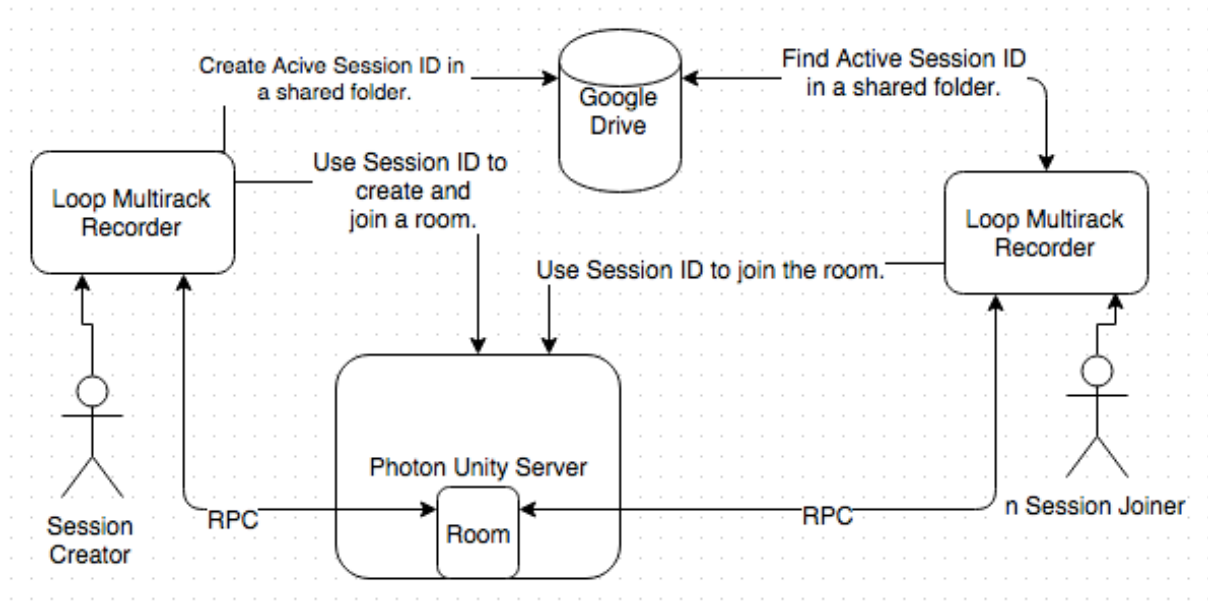 Create Acive Session ID in
a shared folder.
Google
Drive
Find Active Session ID
in a shared folder.
Loop Multirack
Recorder
Use Session ID to
create and
join a room.
Loop Multirack
Recorder
Use Session ID to join the room.
Photon Unity Server
Room
RPC
RPC
Session
Creator
n Session Joiner